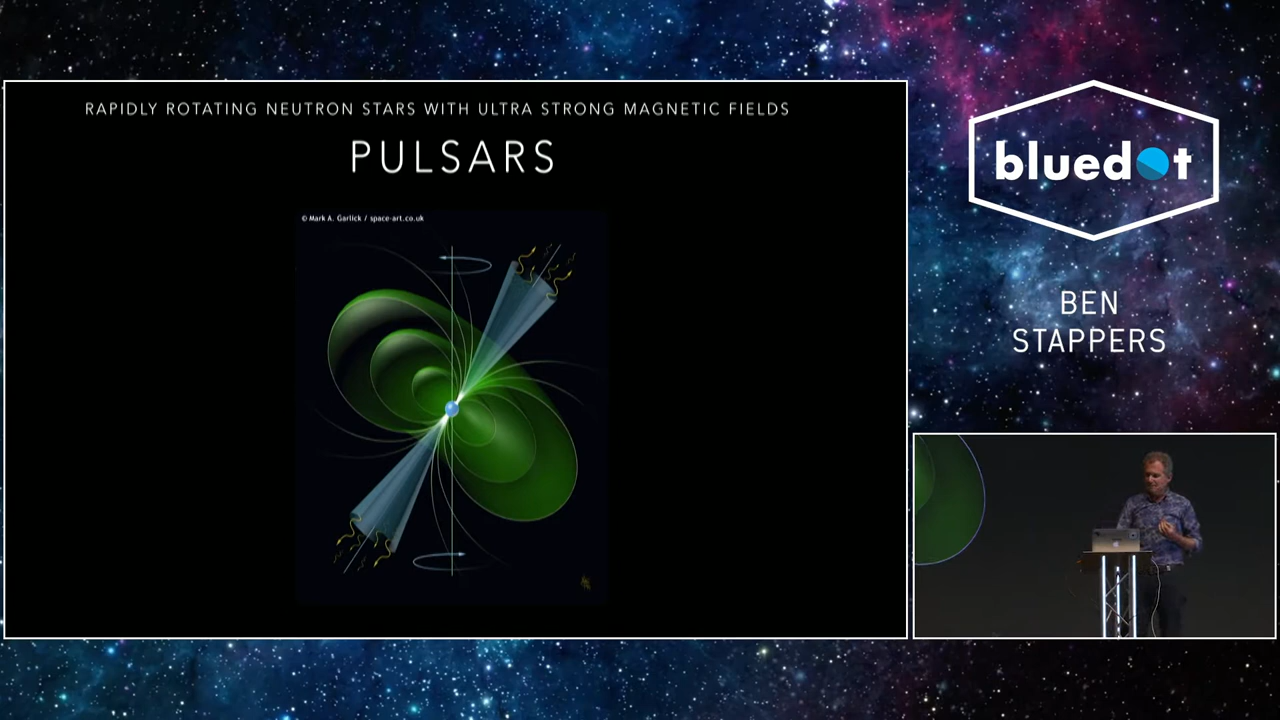 RAPIDLY ROTATING NEUTRON STARS WITH ULTRA STRONG MAGNETIC FIELDS
PULSARS
© Mark A. Garlick / space-art.co.uk
bluedot
BEN
STAPPERS